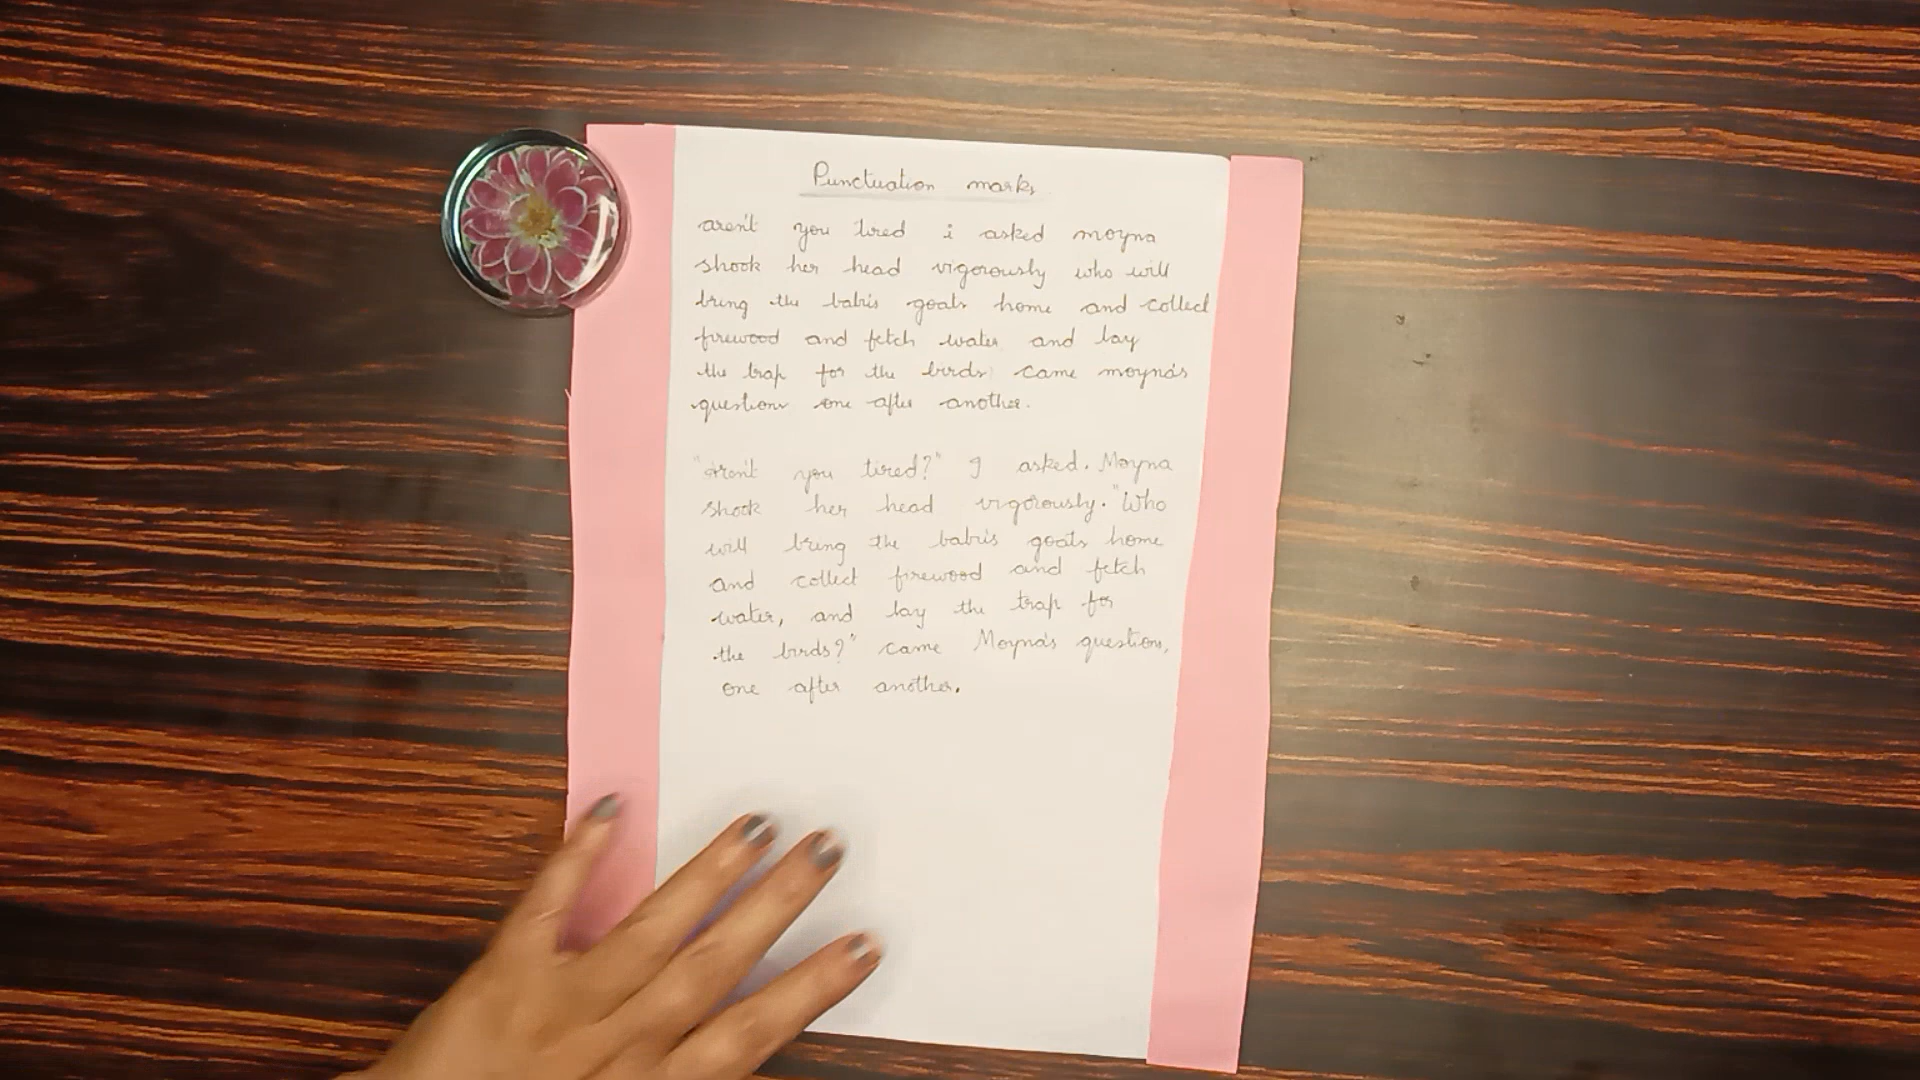 Punctuation marks
aren't you tired i asked moyna
shook her head vigorously who will
bring the babris goats home and collect
firewood and fetch water and lay
the trap for the birds came moyna's
questions one after another.
"Aren't you tired?" I asked. Moyna
shook her head vigorously. "Who
will bring the babris goats home
and collect firewood and fetch
water, and lay the trap for
the birds?" came Moyna's questions,
one after another.